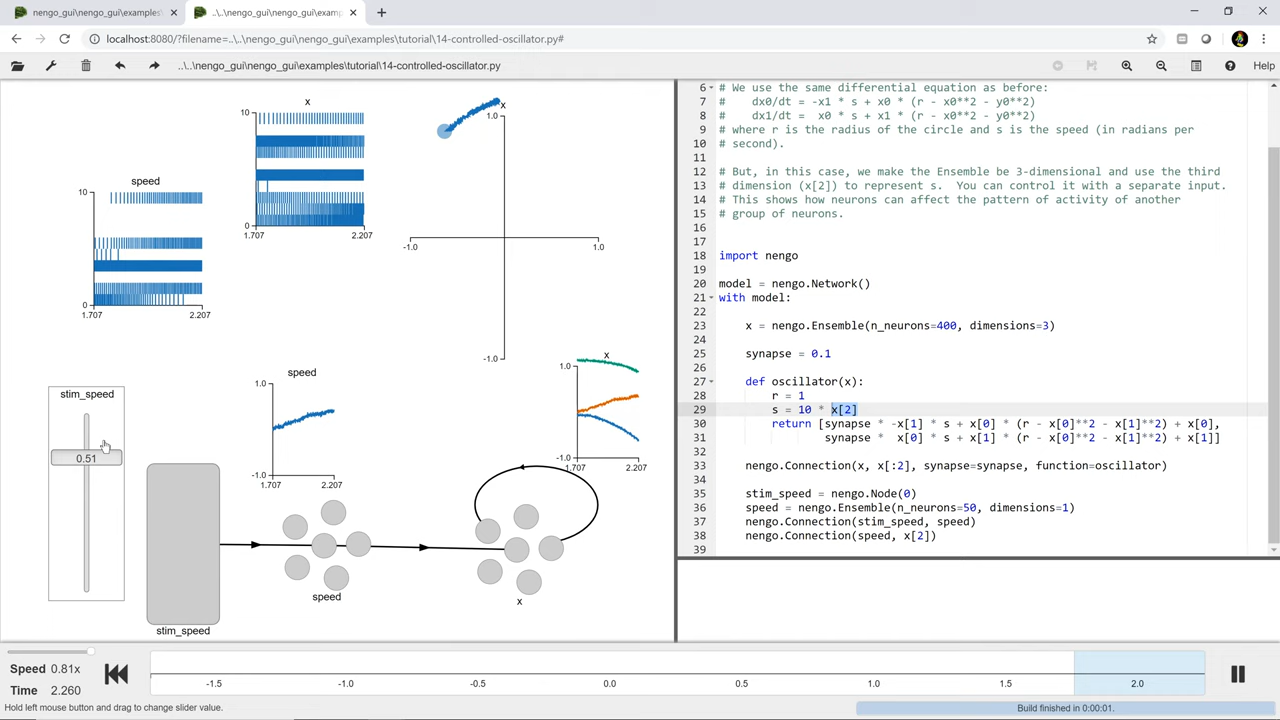 nengo_gui\nengo_gui\examples\
..\..\nengo_gui\nengo_gui\examp
localhost:8080/?filename=..\..\nengo_gui\nengo_gui\examples\tutorial\14-controlled-oscillator.py#
..\..\nengo_gui\nengo_gui\examples\tutorial\14-controlled-oscillator.py
Help
x
10
0
1.707
2.207
speed
10
0
1.707
2.207
x
1.0
-1.0
1.0
-1.0
x
1.0
-1.0
1.707
2.207
speed
1.0
-1.0
1.707
2.207
stim_speed
0.51
stim_speed
speed
x
6 # We use the same differential equation as before:
7 #    dx0/dt = -x1 * s + x0 * (r - x0**2 - y0**2)
8 #    dx1/dt =  x0 * s + x1 * (r - x0**2 - y0**2)
9 # where r is the radius of the circle and s is the speed (in radians per
10 # second).
11
12 # But, in this case, we make the Ensemble be 3-dimensional and use the third
13 # dimension (x[2]) to represent s.  You can control it with a separate input.
14 # This shows how neurons can affect the pattern of activity of another
15 # group of neurons.
16
17
18 import nengo
19
20 model = nengo.Network()
21 with model:
22
23     x = nengo.Ensemble(n_neurons=400, dimensions=3)
24
25     synapse = 0.1
26
27     def oscillator(x):
28         r = 1
29         s = 10 * x[2]
30         return [synapse * -x[1] * s + x[0] * (r - x[0]**2 - x[1]**2) + x[0],
31                 synapse *  x[0] * s + x[1] * (r - x[0]**2 - x[1]**2) + x[1]]
32
33     nengo.Connection(x, x[:2], synapse=synapse, function=oscillator)
34
35     stim_speed = nengo.Node(0)
36     speed = nengo.Ensemble(n_neurons=50, dimensions=1)
37     nengo.Connection(stim_speed, speed)
38     nengo.Connection(speed, x[2])
39
Speed 0.81x
Time 2.260
-1.5 -1.0 -0.5 0.0 0.5 1.0 1.5 2.0
Hold left mouse button and drag to change slider value.
Build finished in 0:00:01.